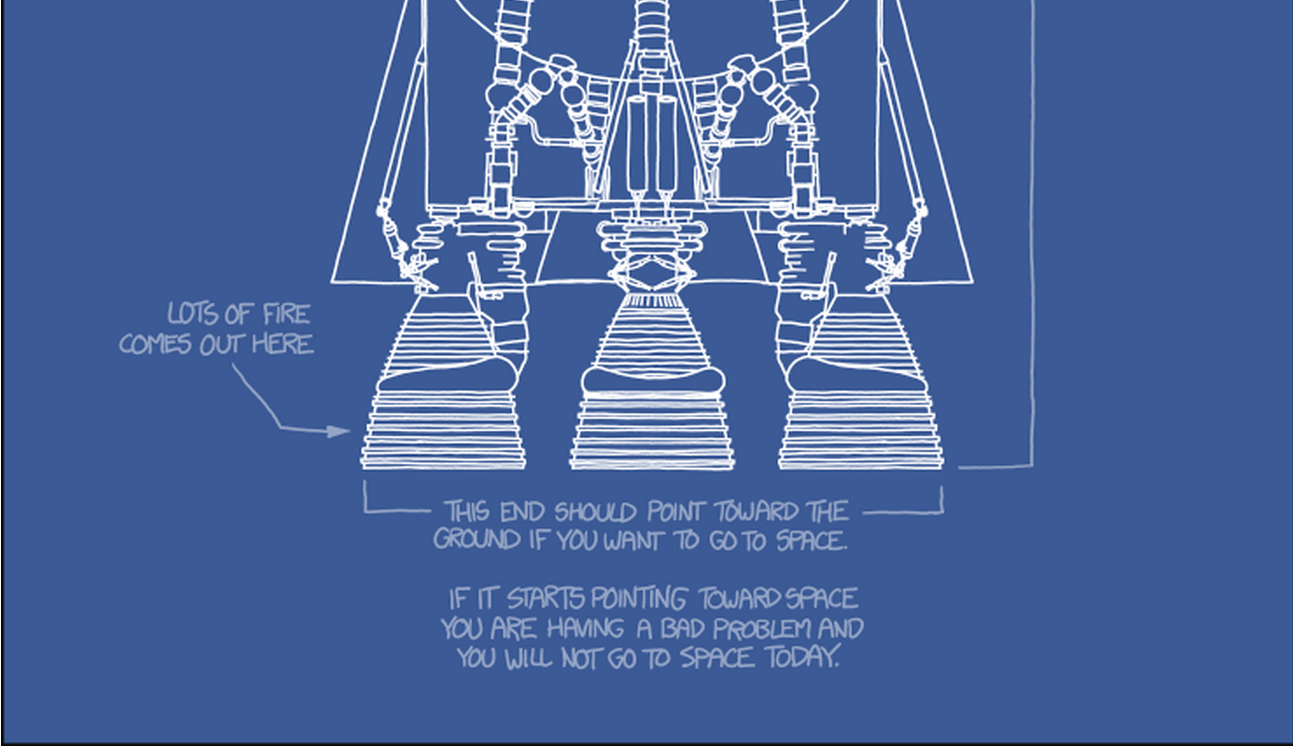 LOTS OF FIRE
COMES OUT HERE
THIS END SHOULD POINT TOWARD THE
GROUND IF YOU WANT TO GO TO SPACE.
IF IT STARTS POINTING TOWARD SPACE
YOU ARE HAVING A BAD PROBLEM AND
YOU WILL NOT GO TO SPACE TODAY.